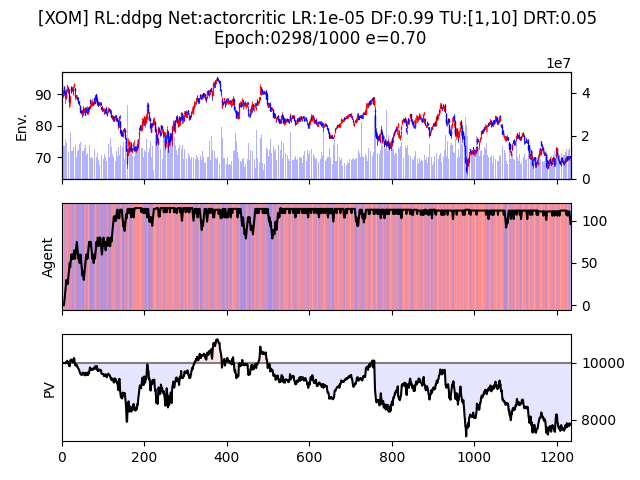 [XOM] RL:ddpg Net:actorcritic LR:1e-05 DF:0.99 TU:[1,10] DRT:0.05
Epoch:0298/1000 e=0.70
1e7
Env.
90
80
70
4
2
0
Agent
100
50
0
PV
10000
8000
0 200 400 600 800 1000 1200